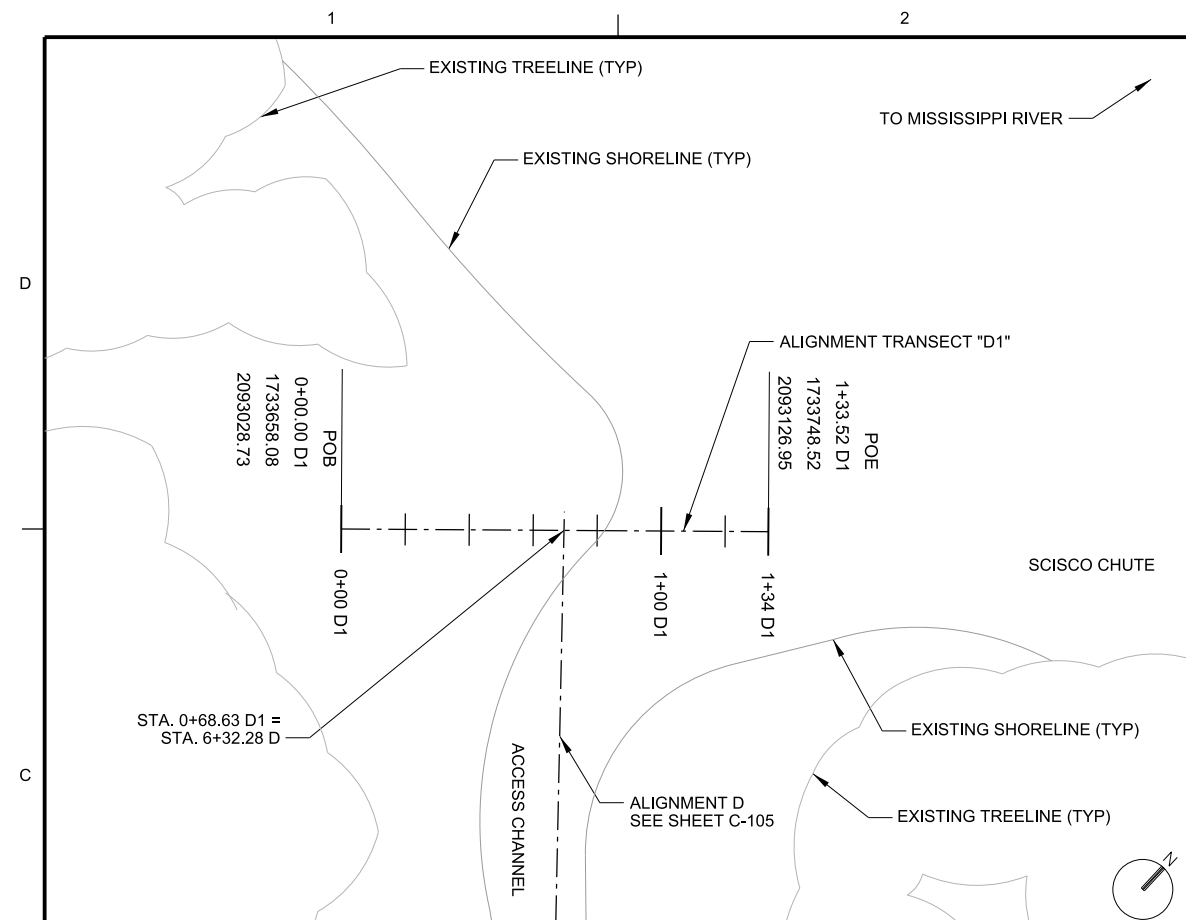 1
2
EXISTING TREELINE (TYP)
TO MISSISSIPPI RIVER
EXISTING SHORELINE (TYP)
D
ALIGNMENT TRANSECT "D1"
POB
0+00.00 D1
1733658.08
2093028.73
POE
1+33.52 D1
1733748.52
2093126.95
0+00 D1
1+00 D1
1+34 D1
SCISCO CHUTE
STA. 0+68.63 D1 =
STA. 6+32.28 D
EXISTING SHORELINE (TYP)
C
ACCESS CHANNEL
ALIGNMENT D
SEE SHEET C-105
EXISTING TREELINE (TYP)
N